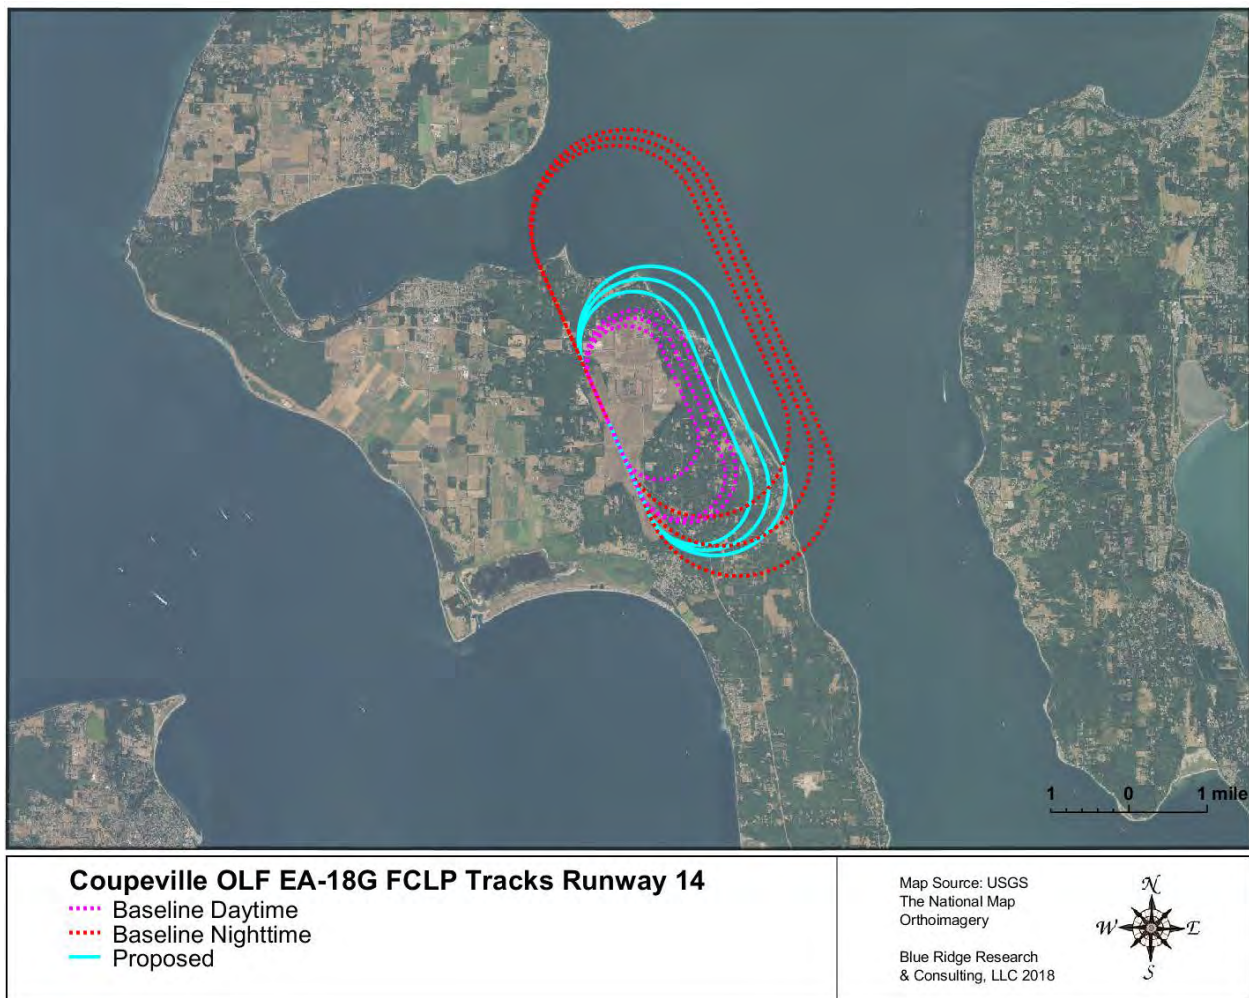 1 0 1 mile
Coupeville OLF EA-18G FCLP Tracks Runway 14
Baseline Daytime
Baseline Nighttime
Proposed
Map Source: USGS
The National Map
Orthoimagery
Blue Ridge Research
& Consulting, LLC 2018
N
W E
S